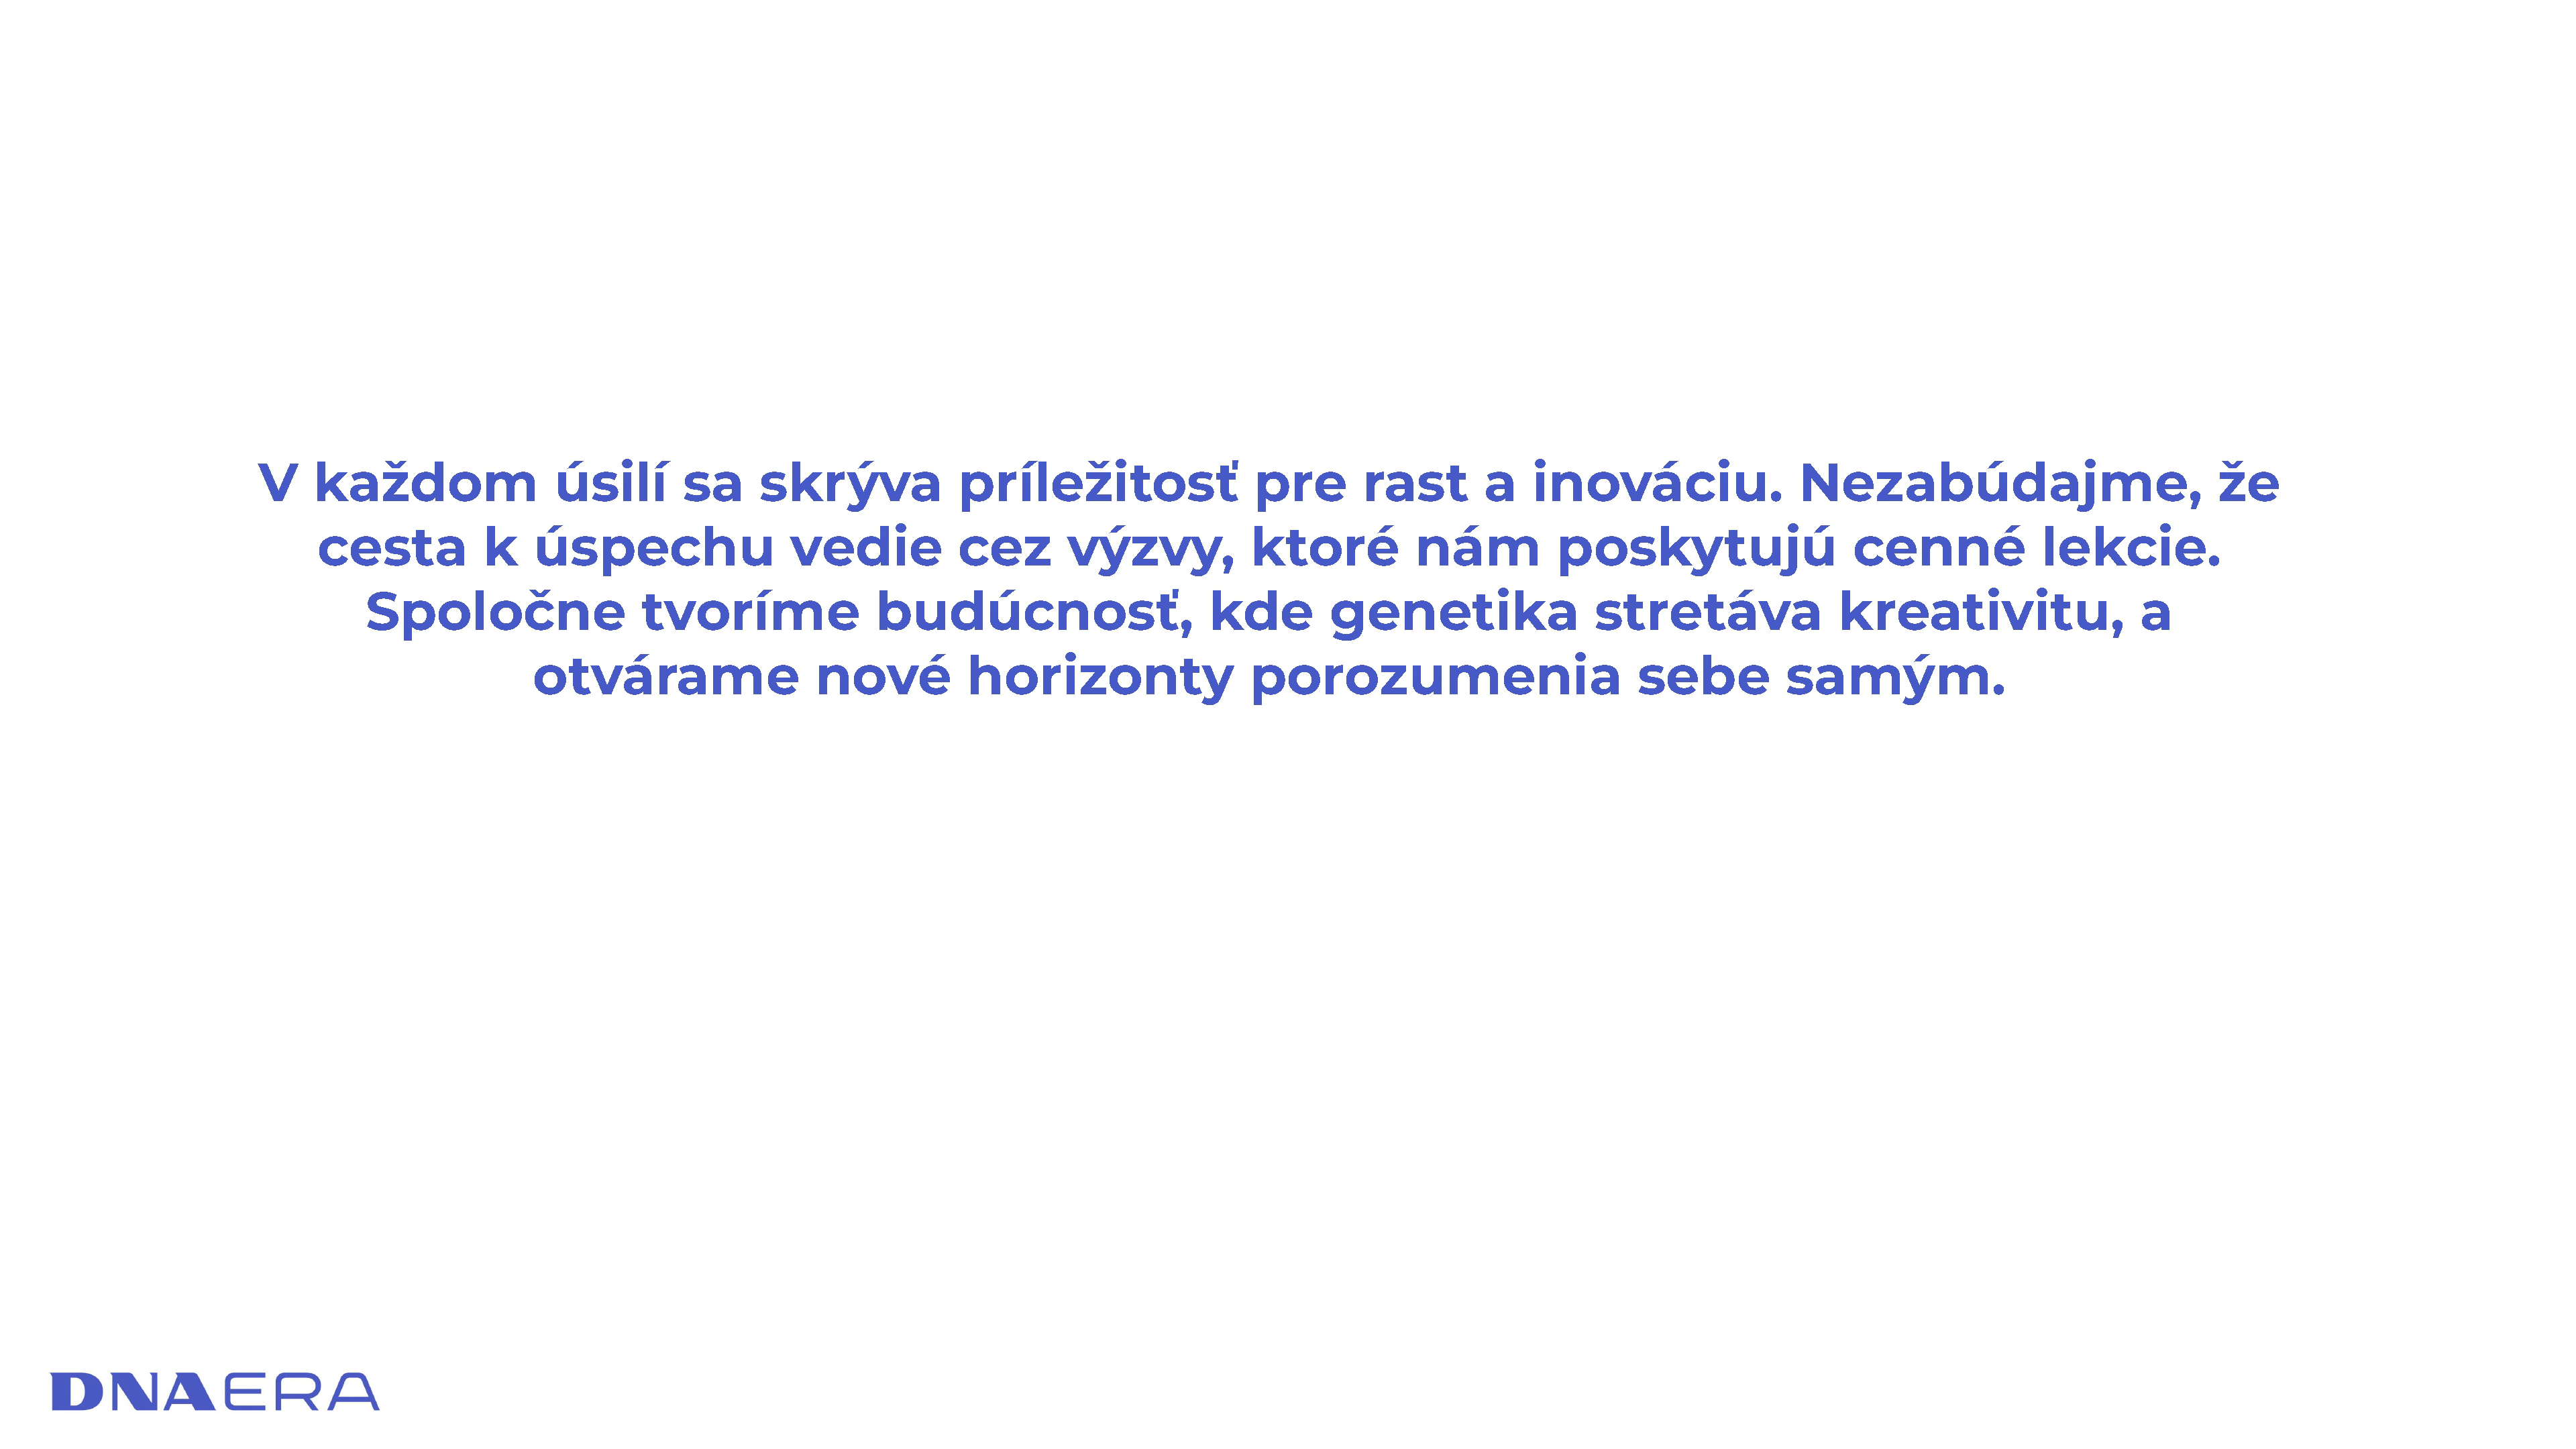 V každom úsilí sa skrýva príležitosť pre rast a inováciu. Nezabúdajme, že
cesta k úspechu vedie cez výzvy, ktoré nám poskytujú cenné lekcie.
Spoločne tvoríme budúcnosť, kde genetika stretáva kreativitu, a
otvárame nové horizonty porozumenia sebe samým.
DNAERA